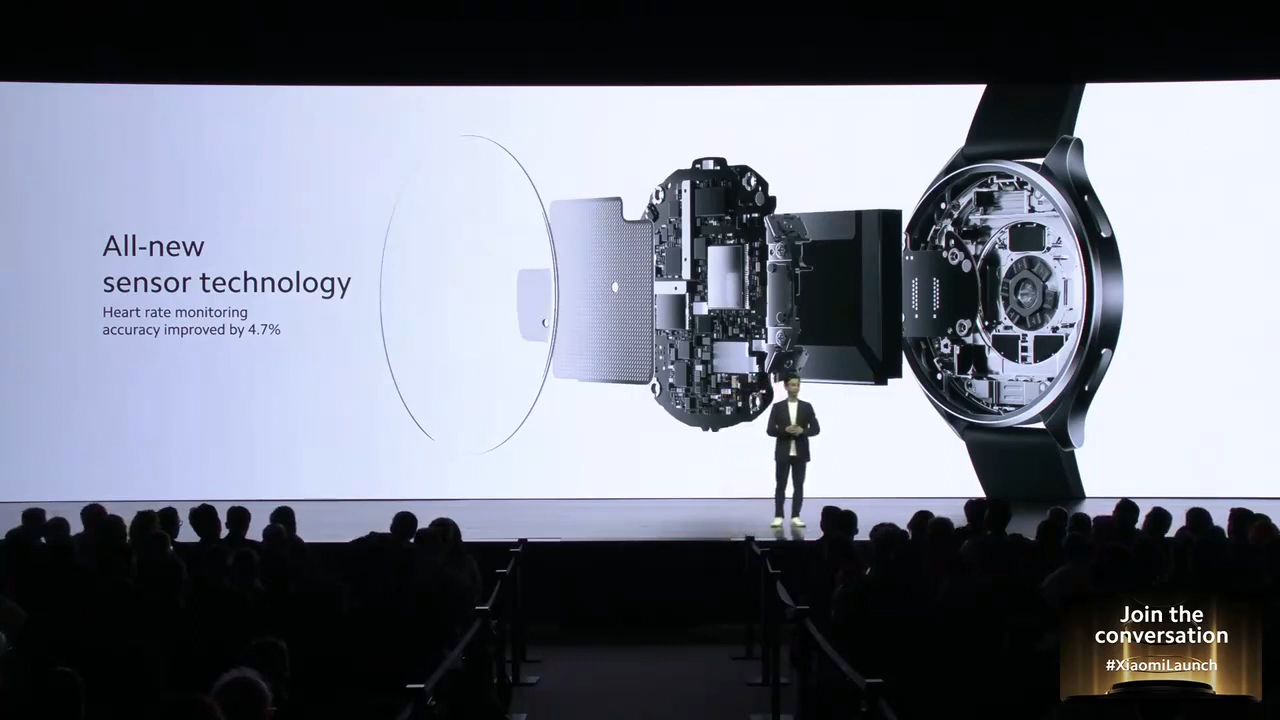 All-new
sensor technology
Heart rate monitoring
accuracy improved by 4.7%
Join the
conversation
#XiaomiLaunch